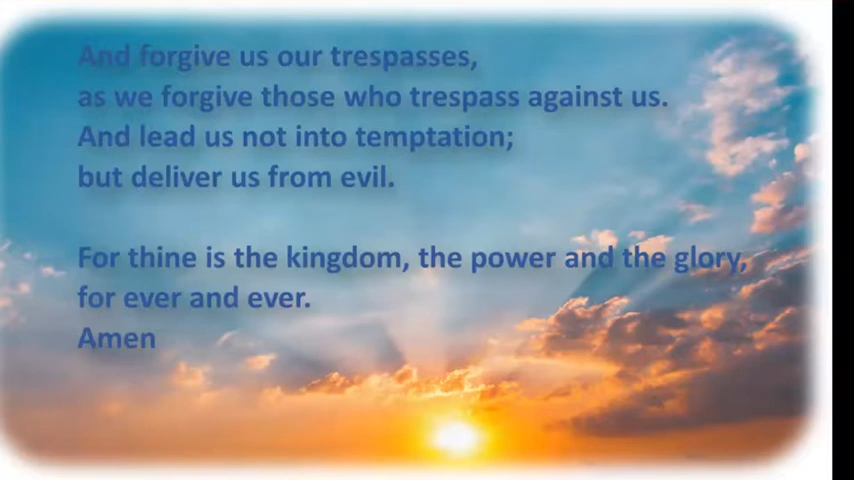 And forgive us our trespasses,
as we forgive those who trespass against us.
And lead us not into temptation;
but deliver us from evil.
For thine is the kingdom, the power and the glory,
for ever and ever.
Amen